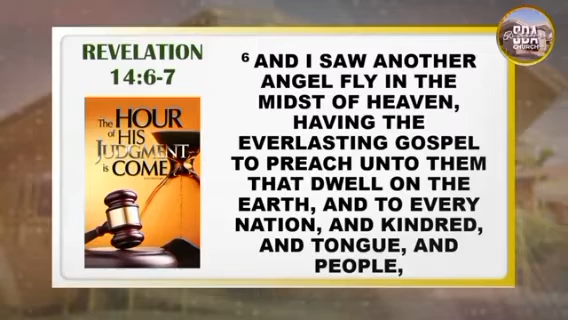 REVELATION
14:6-7
The HOUR
of HIS
JUDGMENT
is COME
6 AND I SAW ANOTHER
ANGEL FLY IN THE
MIDST OF HEAVEN,
HAVING THE
EVERLASTING GOSPEL
TO PREACH UNTO THEM
THAT DWELL ON THE
EARTH, AND TO EVERY
NATION, AND KINDRED,
AND TONGUE, AND
PEOPLE,
SDA
CHURCH